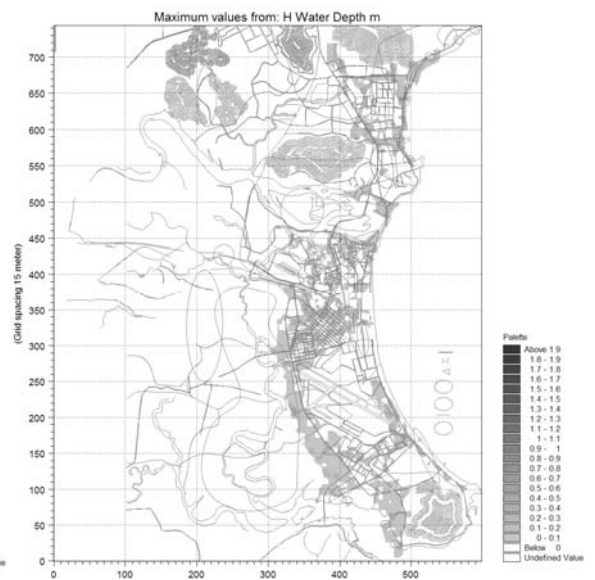 Maximum values from: H Water Depth m
700
650
600
550
500
450
400
350
300
250
200
150
100
50
0
(Grid spacing 15 meter)
0 100 200 300 400 500
Palette
Above 1.9
1.8 - 1.9
1.7 - 1.8
1.6 - 1.7
1.5 - 1.6
1.4 - 1.5
1.3 - 1.4
1.2 - 1.3
1.1 - 1.2
1 - 1.1
0.9 - 1
0.8 - 0.9
0.7 - 0.8
0.6 - 0.7
0.5 - 0.6
0.4 - 0.5
0.3 - 0.4
0.2 - 0.3
0.1 - 0.2
0 - 0.1
Below 0
Undefined Value